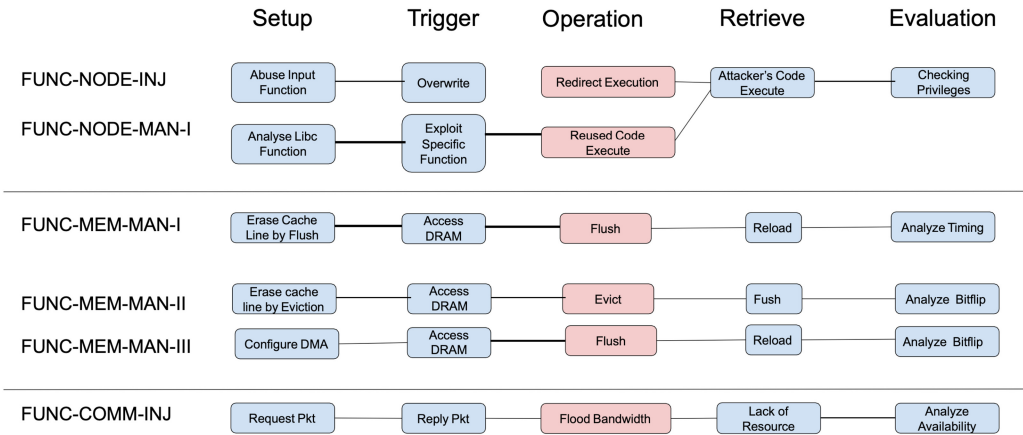 Setup Trigger Operation Retrieve Evaluation
FUNC-NODE-INJ
Abuse Input
Function
Overwrite
Redirect Execution
Attacker's Code
Execute
Checking
Privileges
FUNC-NODE-MAN-I
Analyse Libc
Function
Exploit
Specific
Function
Reused Code
Execute
FUNC-MEM-MAN-I
Erase Cache
Line by Flush
Access
DRAM
Flush
Reload
Analyze Timing
FUNC-MEM-MAN-II
Erase cache
line by Eviction
Access
DRAM
Evict
Fush
Analyze Bitflip
FUNC-MEM-MAN-III
Configure DMA
Access
DRAM
Flush
Reload
Analyze Bitflip
FUNC-COMM-INJ
Request Pkt
Reply Pkt
Flood Bandwidth
Lack of
Resource
Analyze
Availability